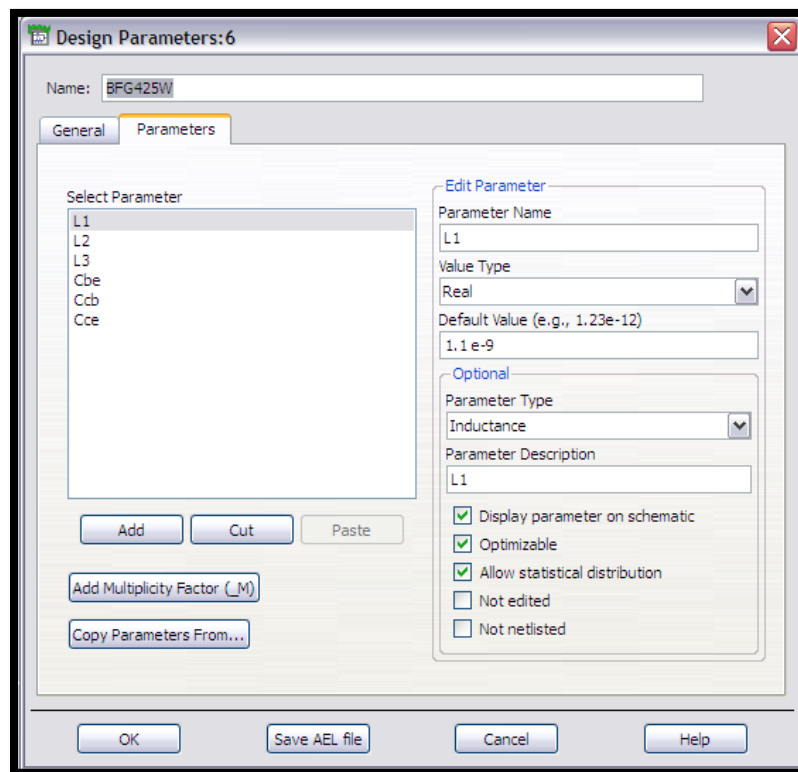 Design Parameters:6
Name: BFG425W
General Parameters
Select Parameter
L1
L2
L3
Cbe
Ccb
Cce
Add Cut Paste
Add Multiplicity Factor (_M)
Copy Parameters From...
Edit Parameter
Parameter Name
L1
Value Type
Real
Default Value (e.g., 1.23e-12)
1.1 e-9
Optional
Parameter Type
Inductance
Parameter Description
L1
Display parameter on schematic
Optimizable
Allow statistical distribution
Not edited
Not netlisted
OK Save AEL file Cancel Help